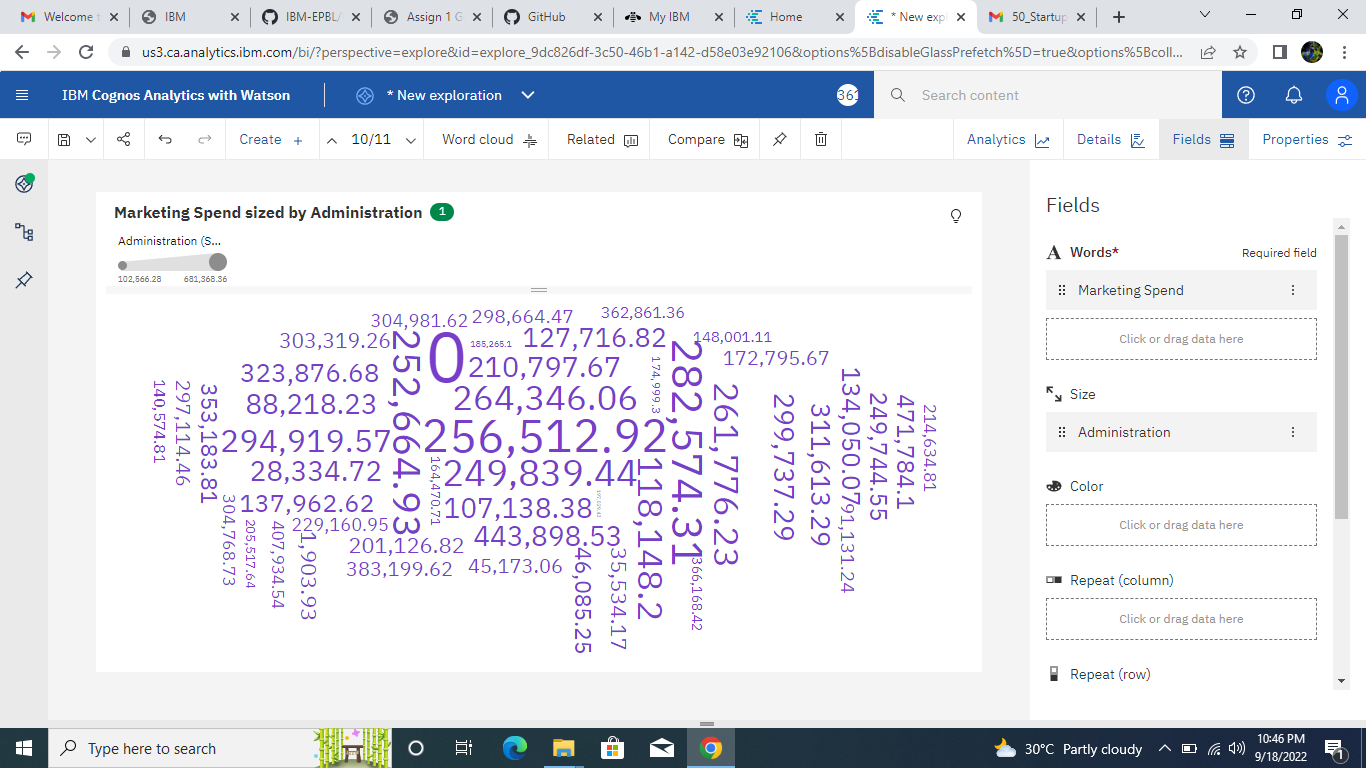 Welcome t
IBM
IBM-EPBL/
Assign 1 G
GitHub
My IBM
Home
* New expl
50_Startup
us3.ca.analytics.ibm.com/bi/?perspective=explore&id=explore_9dc826df-3c50-46b1-a142-d58e03e92106&options%5BdisableGlassPrefetch%5D=true&options%5Bcoll...
IBM Cognos Analytics with Watson
* New exploration
361
Search content
Create +
10/11
Word cloud
Related
Compare
Analytics
Details
Fields
Properties
Marketing Spend sized by Administration 1
Administration (S...
102,566.28 681,368.36
304,981.62
298,664.47
362,861.36
303,319.26
252,664.93
0
185,265.1
127,716.82
148,001.11
172,795.67
323,876.68
210,797.67
174,999.3
282,574.31
88,218.23
264,346.06
261,776.23
140,574.81
297,114.46
353,183.81
294,919.57
256,512.92
299,737.29
311,613.29
134,050.07
249,744.55
471,784.1
214,634.81
28,334.72
164,470.71
249,839.44
118,148.2
137,962.62
107,138.38
91,131.24
304,768.73
205,517.64
407,934.54
229,160.95
1,903.93
443,898.53
201,126.82
383,199.62
45,173.06
46,085.25
35,534.17
366,168.42
Fields
Words*
Required field
Marketing Spend
Click or drag data here
Size
Administration
Color
Click or drag data here
Repeat (column)
Click or drag data here
Repeat (row)
Type here to search
30°C Partly cloudy
10:46 PM
9/18/2022
1